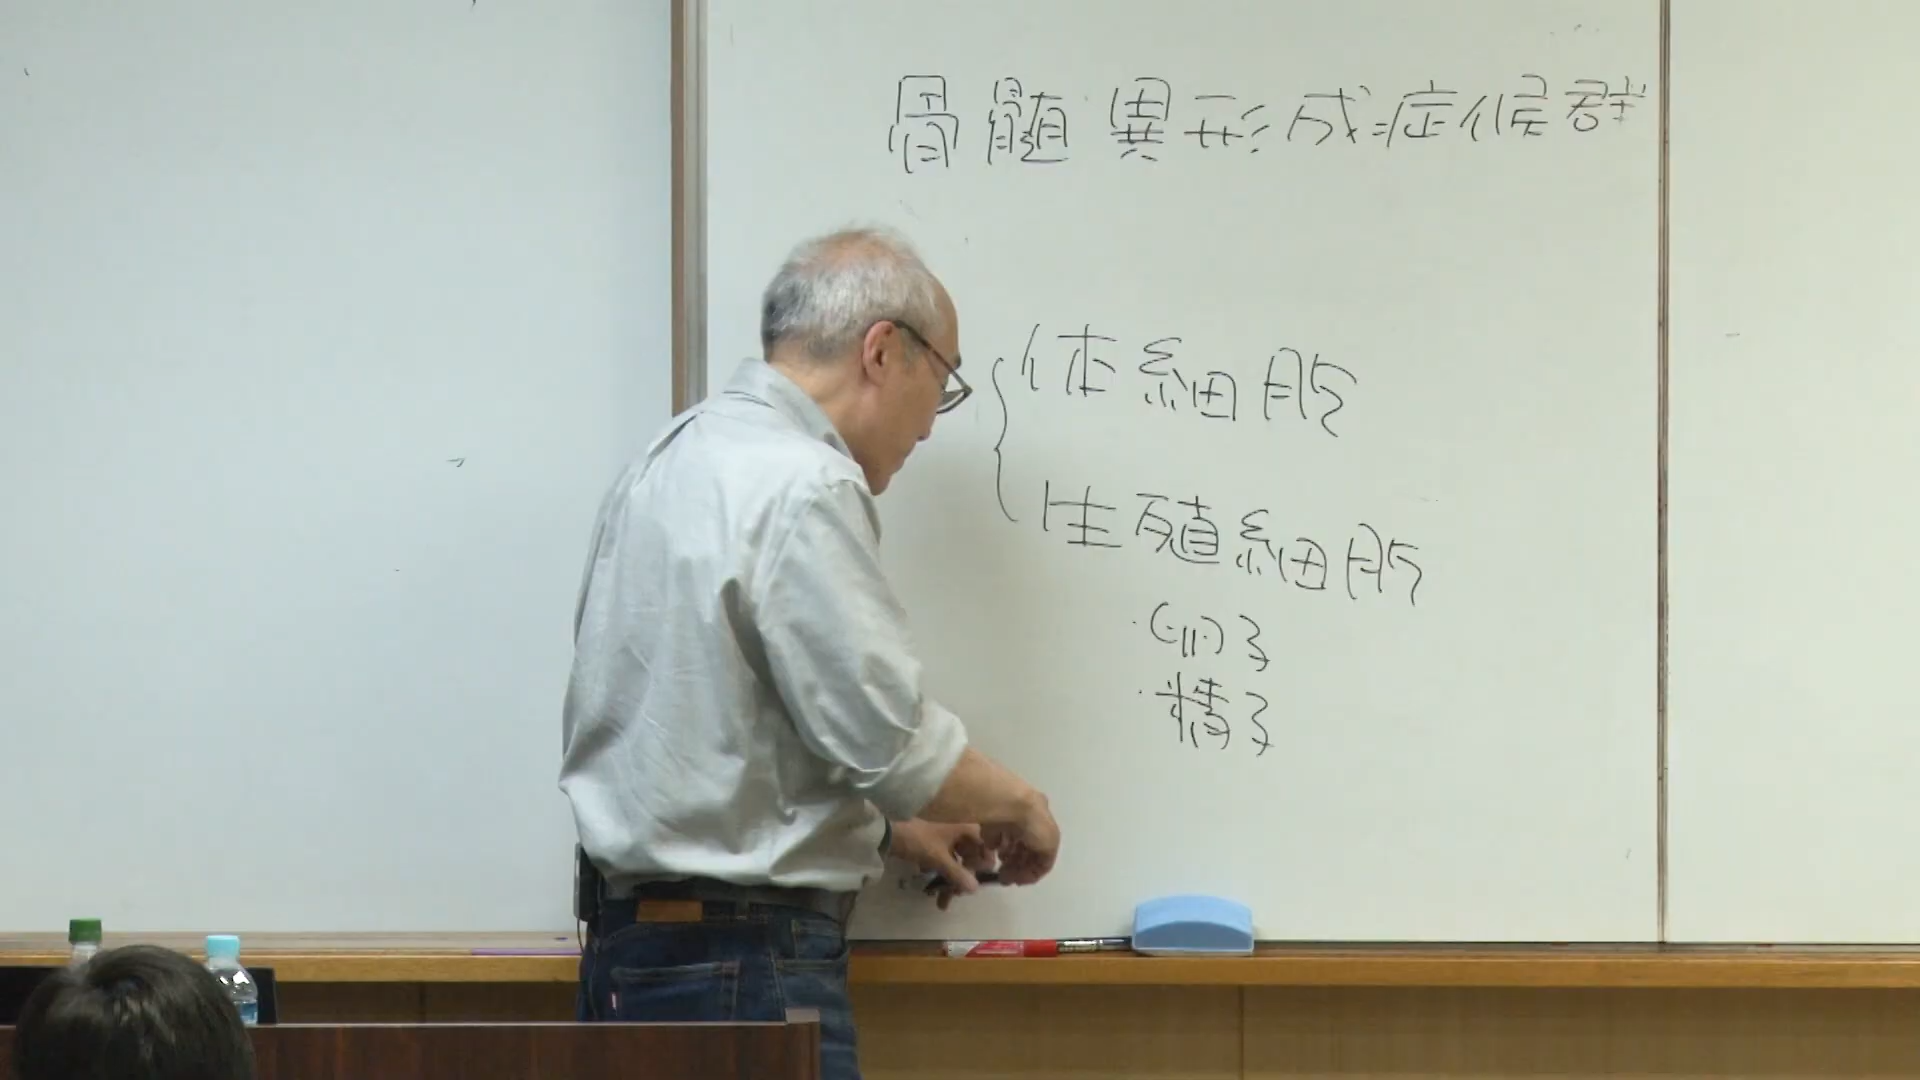 骨髄異形成症候群
体細胞
生殖細胞
・卵子
・精子